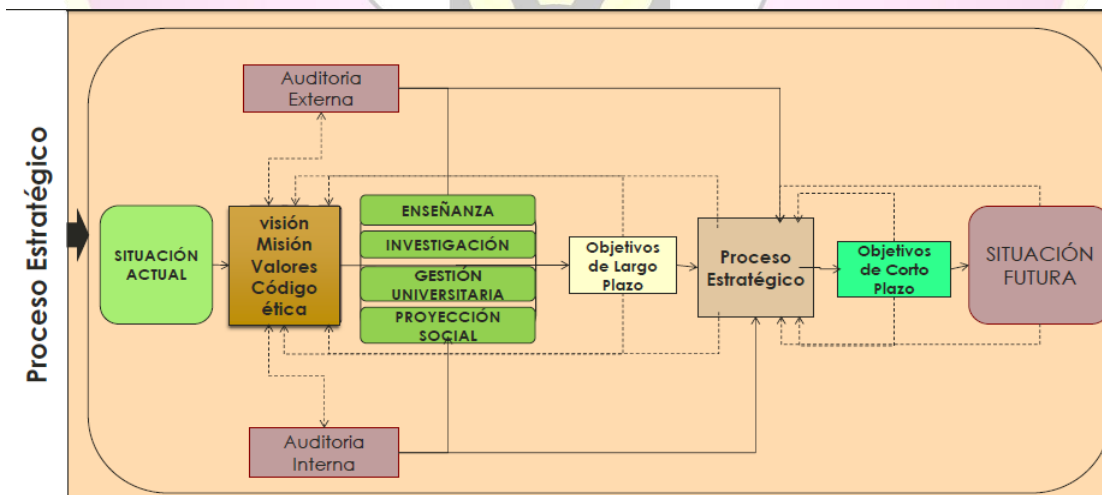 Proceso Estratégico
Auditoria
Externa
SITUACIÓN
ACTUAL
visión
Misión
Valores
Código
ética
ENSEÑANZA
INVESTIGACIÓN
GESTIÓN
UNIVERSITARIA
PROYECCIÓN
SOCIAL
Objetivos
de Largo
Plazo
Proceso
Estratégico
Objetivos
de Corto
Plazo
SITUACIÓN
FUTURA
Auditoria
Interna